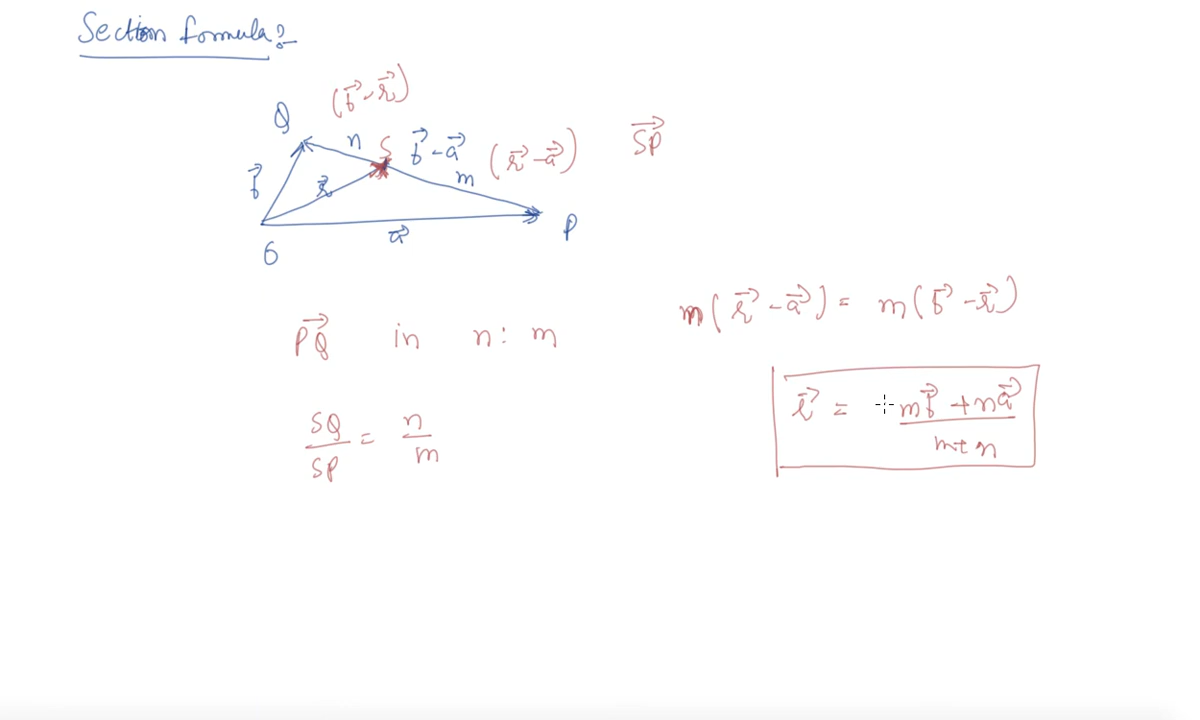 Section formula:-
Q (b⃗-r⃗)
n S b⃗-a⃗ (r⃗-a⃗) SP⃗
b⃗ r⃗ m
a⃗ P
O
m(r⃗-a⃗) = m(b⃗-r⃗)
PQ⃗ in n: m
r⃗ = mb⃗+na⃗
m+n
SQ = n
SP m